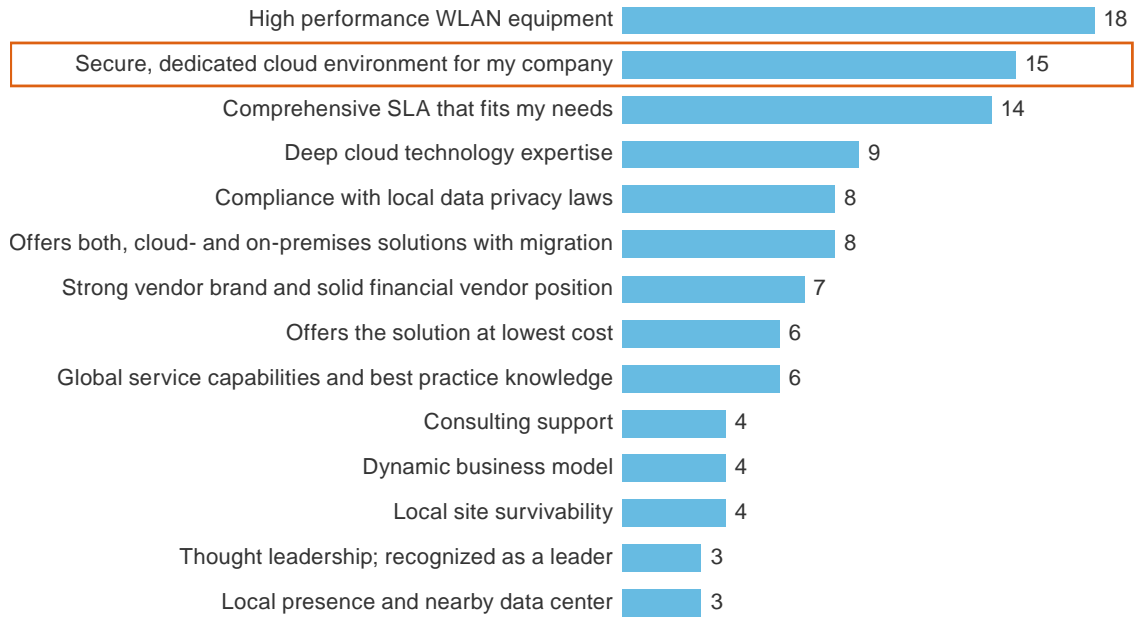 High performance WLAN equipment 18
Secure, dedicated cloud environment for my company 15
Comprehensive SLA that fits my needs 14
Deep cloud technology expertise 9
Compliance with local data privacy laws 8
Offers both, cloud- and on-premises solutions with migration 8
Strong vendor brand and solid financial vendor position 7
Offers the solution at lowest cost 6
Global service capabilities and best practice knowledge 6
Consulting support 4
Dynamic business model 4
Local site survivability 4
Thought leadership; recognized as a leader 3
Local presence and nearby data center 3